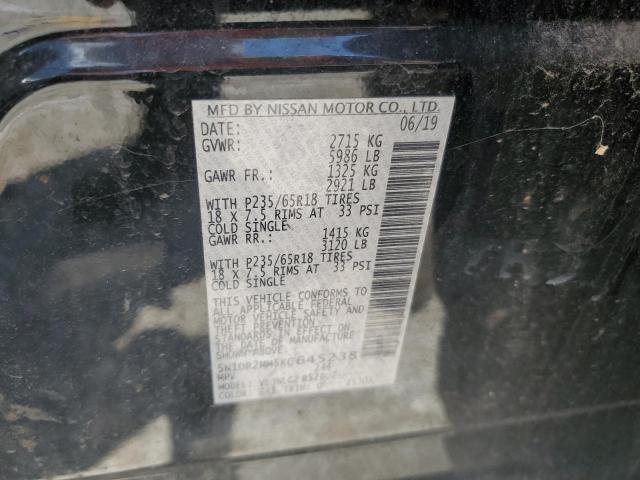 MFD BY NISSAN MOTOR CO., LTD.
DATE: 06/19
GVWR: 2715 KG
5986 LB
GAWR FR.: 1325 KG
2921 LB
WITH P235/65R18 TIRES
18 X 7.5 RIMS AT 33 PSI
COLD SINGLE
GAWR RR.: 1415 KG
3120 LB
WITH P235/65R18 TIRES
18 X 7.5 RIMS AT 33 PSI
COLD SINGLE
THIS VEHICLE CONFORMS TO
ALL APPLICABLE FEDERAL
MOTOR VEHICLE SAFETY AND
THEFT PREVENTION
STANDARDS IN EFFECT ON
THE DATE OF MANUFACTURE
SHOWN ABOVE.
5N1DR2MM5KC645238
MPV
MODEL:
COLOR: TRIM: